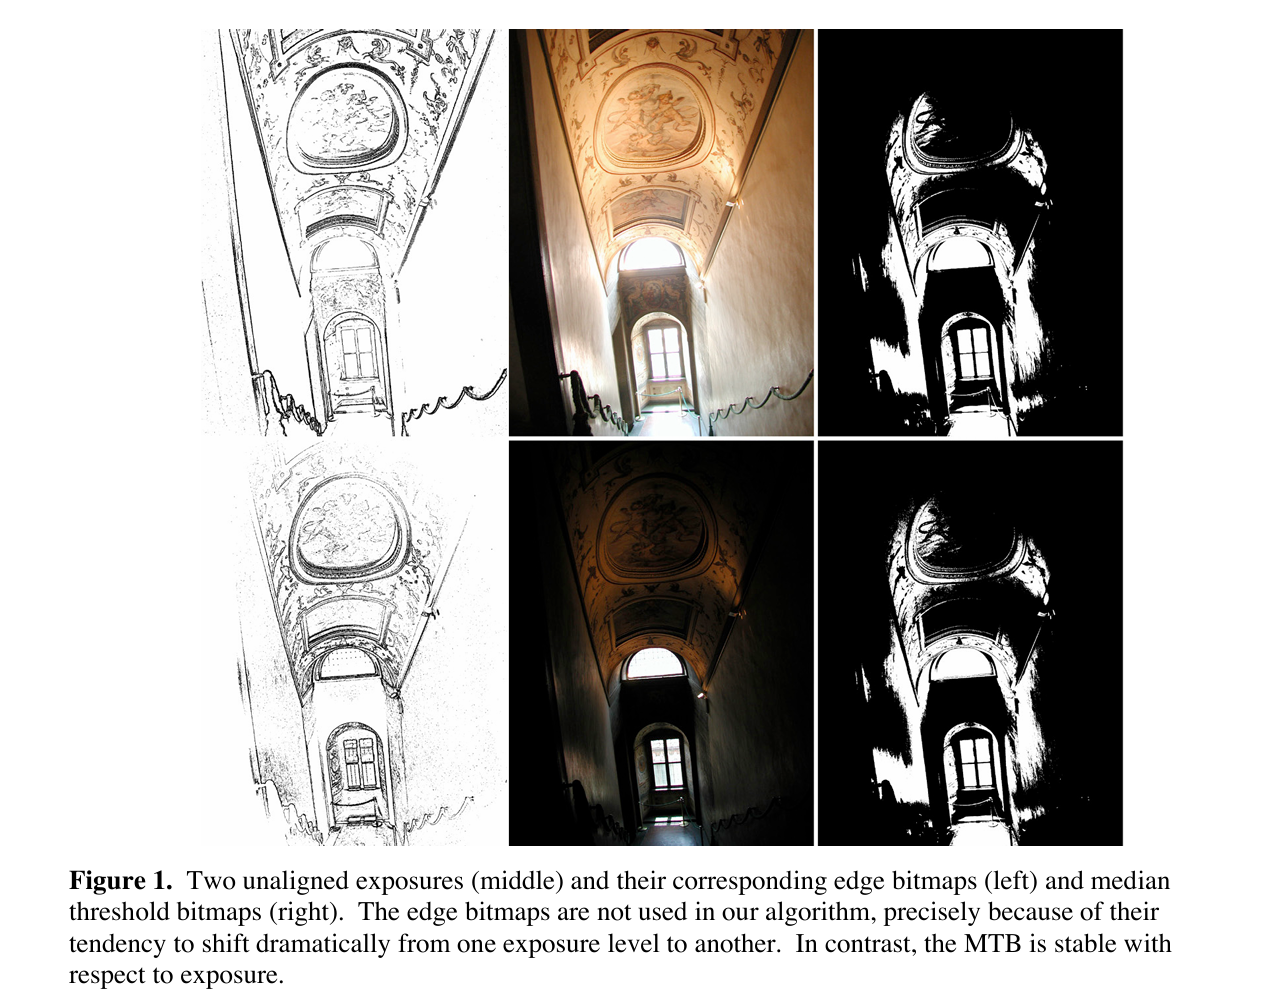 Figure 1. Two unaligned exposures (middle) and their corresponding edge bitmaps (left) and median
threshold bitmaps (right). The edge bitmaps are not used in our algorithm, precisely because of their
tendency to shift dramatically from one exposure level to another. In contrast, the MTB is stable with
respect to exposure.